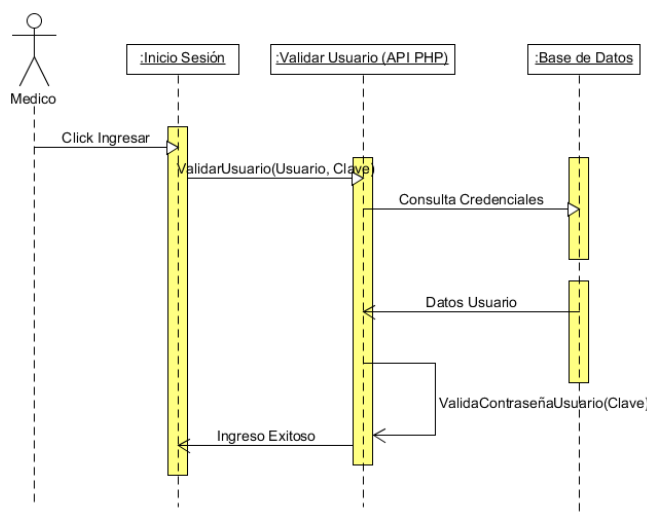 :Inicio Sesión
:Validar Usuario (API PHP)
:Base de Datos
Medico
Click Ingresar
ValidarUsuario(Usuario, Clave)
Consulta Credenciales
Datos Usuario
ValidaContraseñaUsuario(Clave)
Ingreso Exitoso